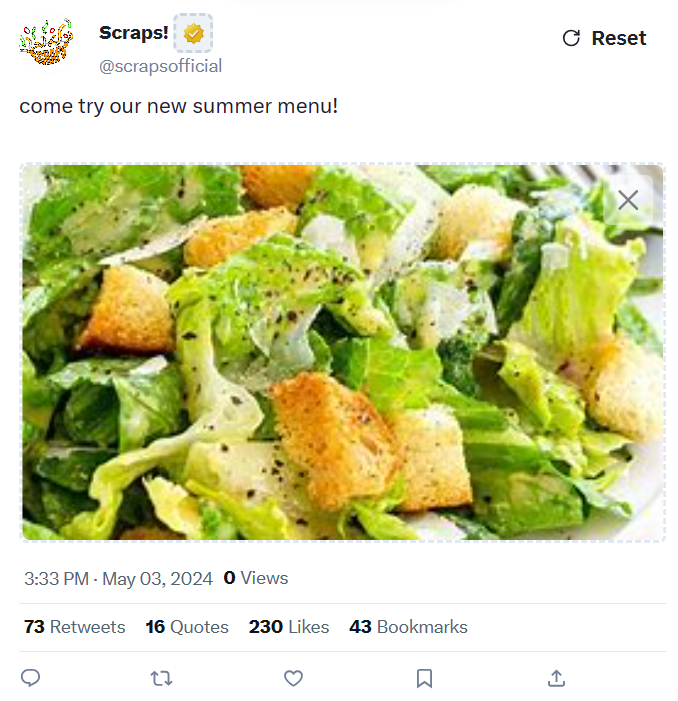 Scraps!
Reset
@scrapsofficial
come try our new summer menu!
3:33 PM · May 03, 2024 0 Views
73 Retweets 16 Quotes 230 Likes 43 Bookmarks